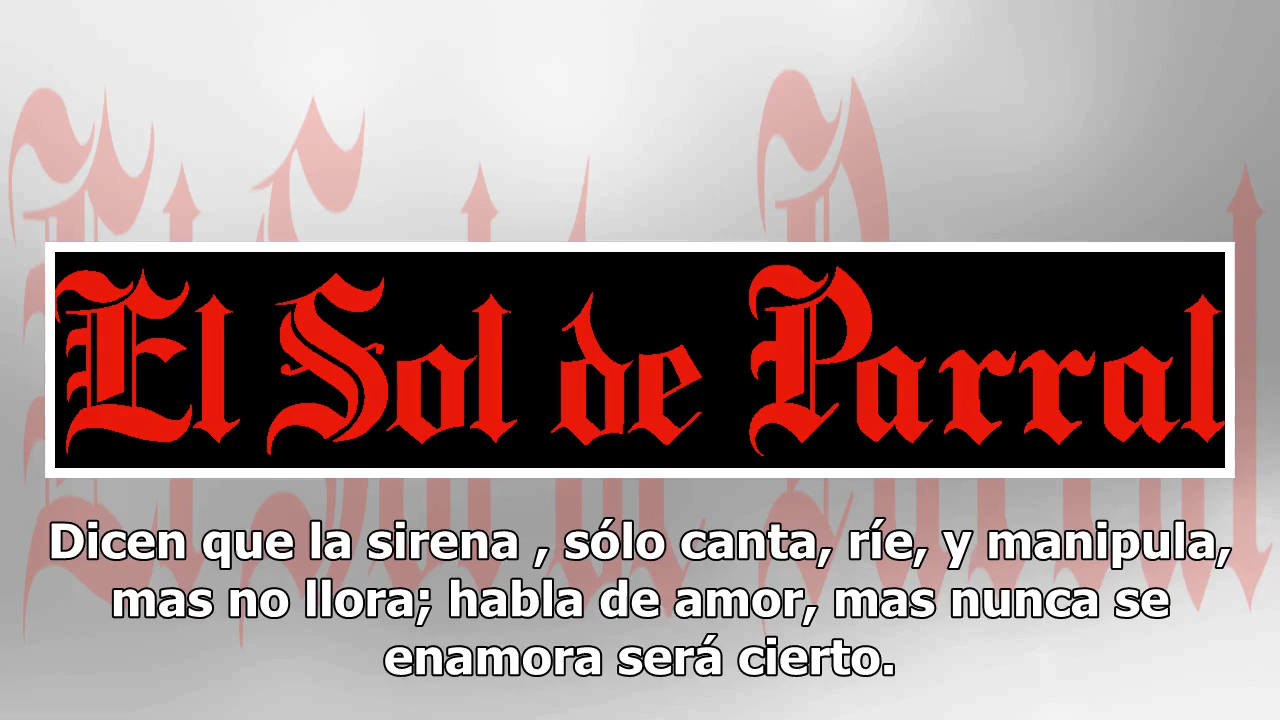 El Sol de Parral
Dicen que la sirena , sólo canta, ríe, y manipula,
mas no llora; habla de amor, mas nunca se
enamora será cierto.